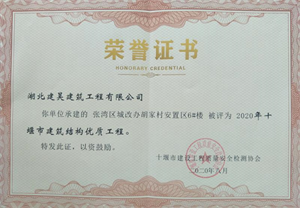 荣誉证书
HONORARY CREDENTIAL
湖北建昊建筑工程有限公司
你单位承建的 张湾区城改办胡家村安置区6#楼 被评为 2020年十
堰市建筑结构优质工程。
特发此证，以资鼓励。
十堰市建设工程质量安全检测协会
二〇二〇年八月